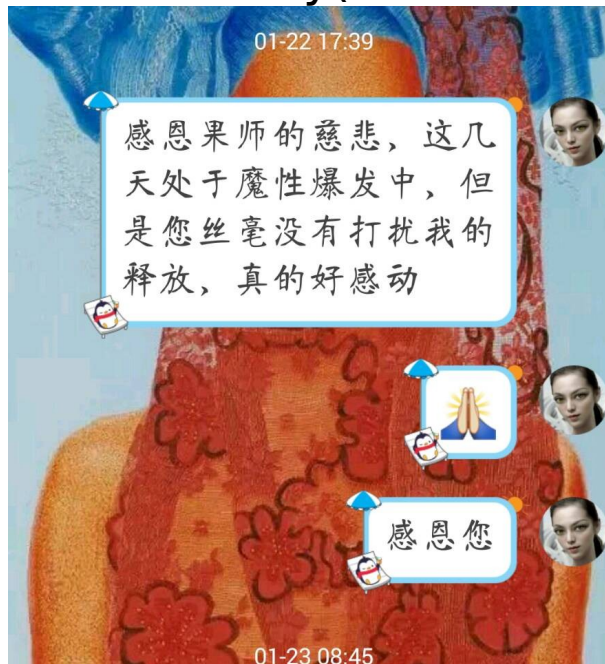 01-22 17:39
感恩果师的慈悲，这几
天处于魔性爆发中，但
是您丝毫没有打扰我的
释放，真的好感动
感恩您
01-23 08:45